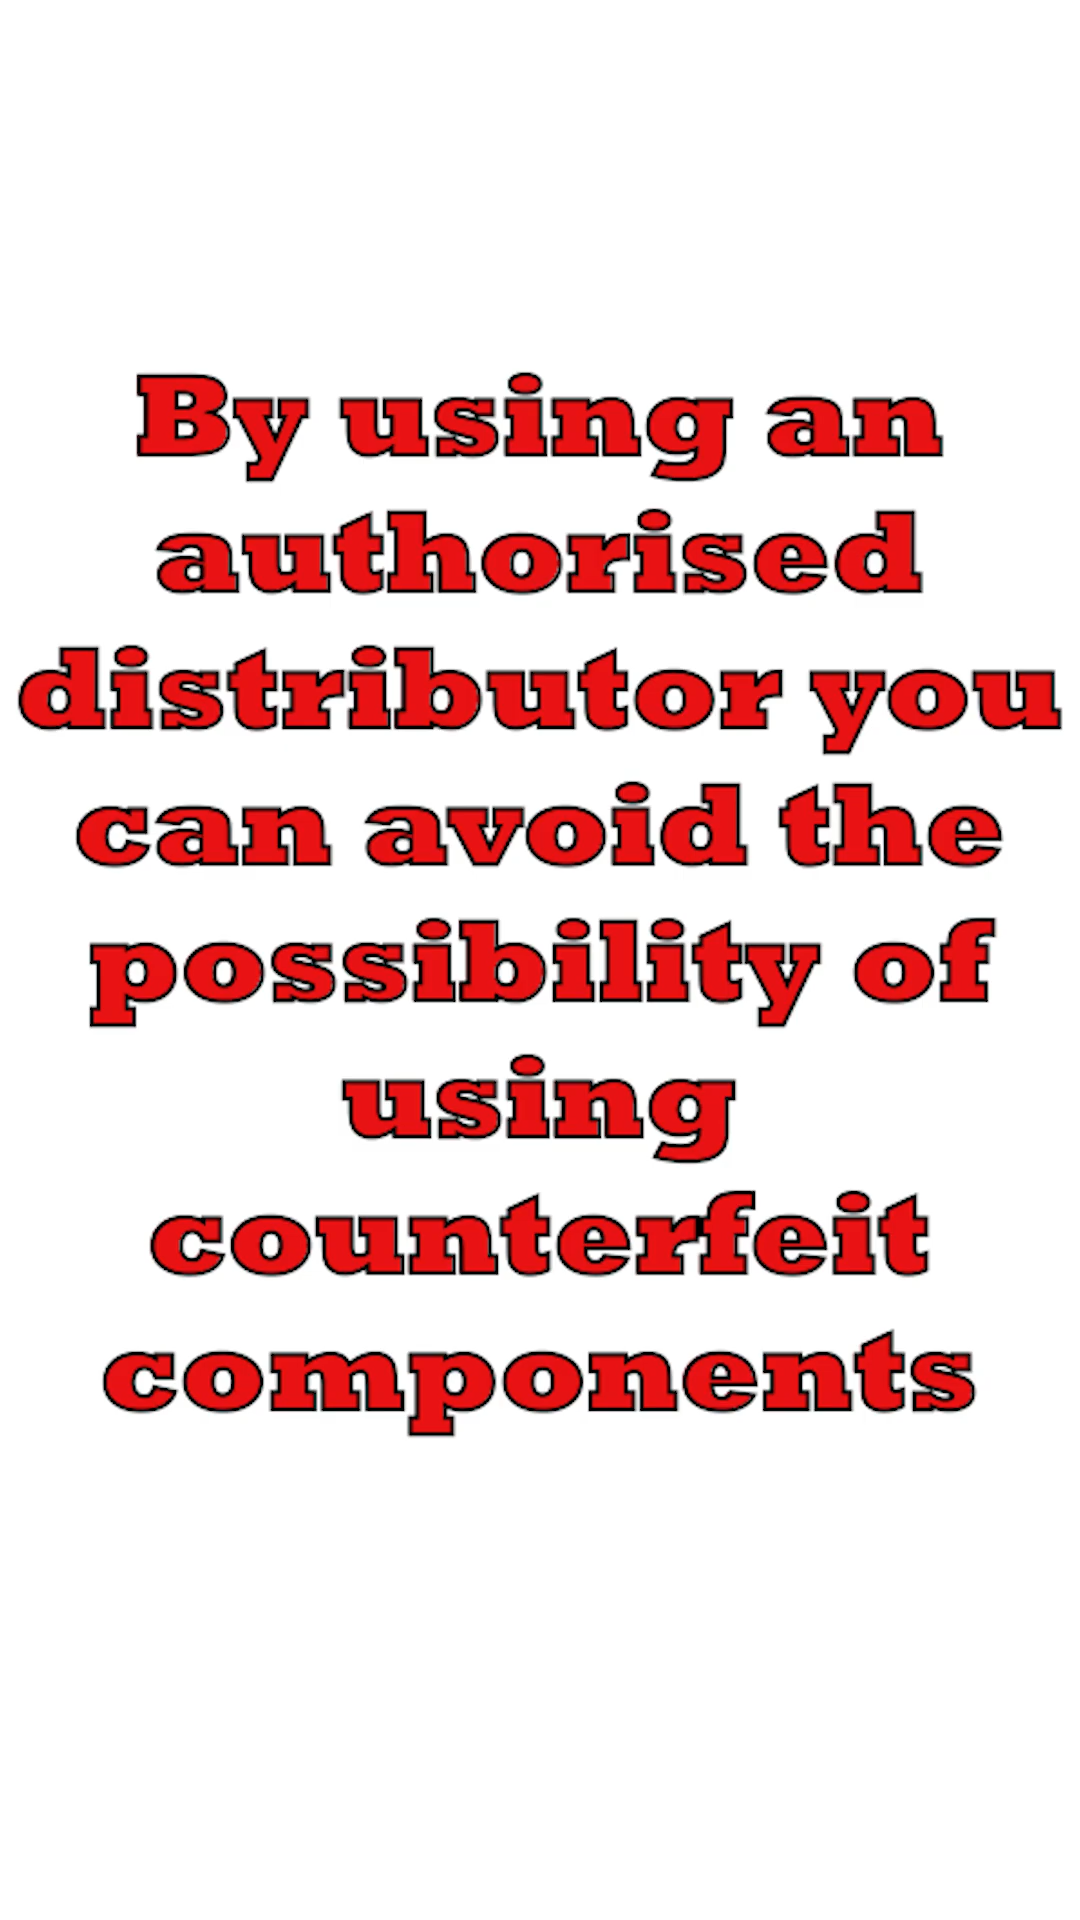 By using an
authorised
distributor you
can avoid the
possibility of
using
counterfeit
components